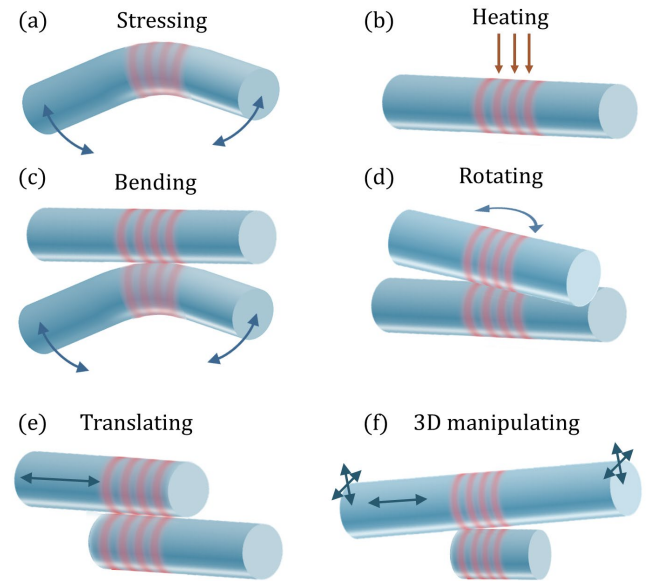 (a) Stressing
(b) Heating
(c) Bending
(d) Rotating
(e) Translating
(f) 3D manipulating